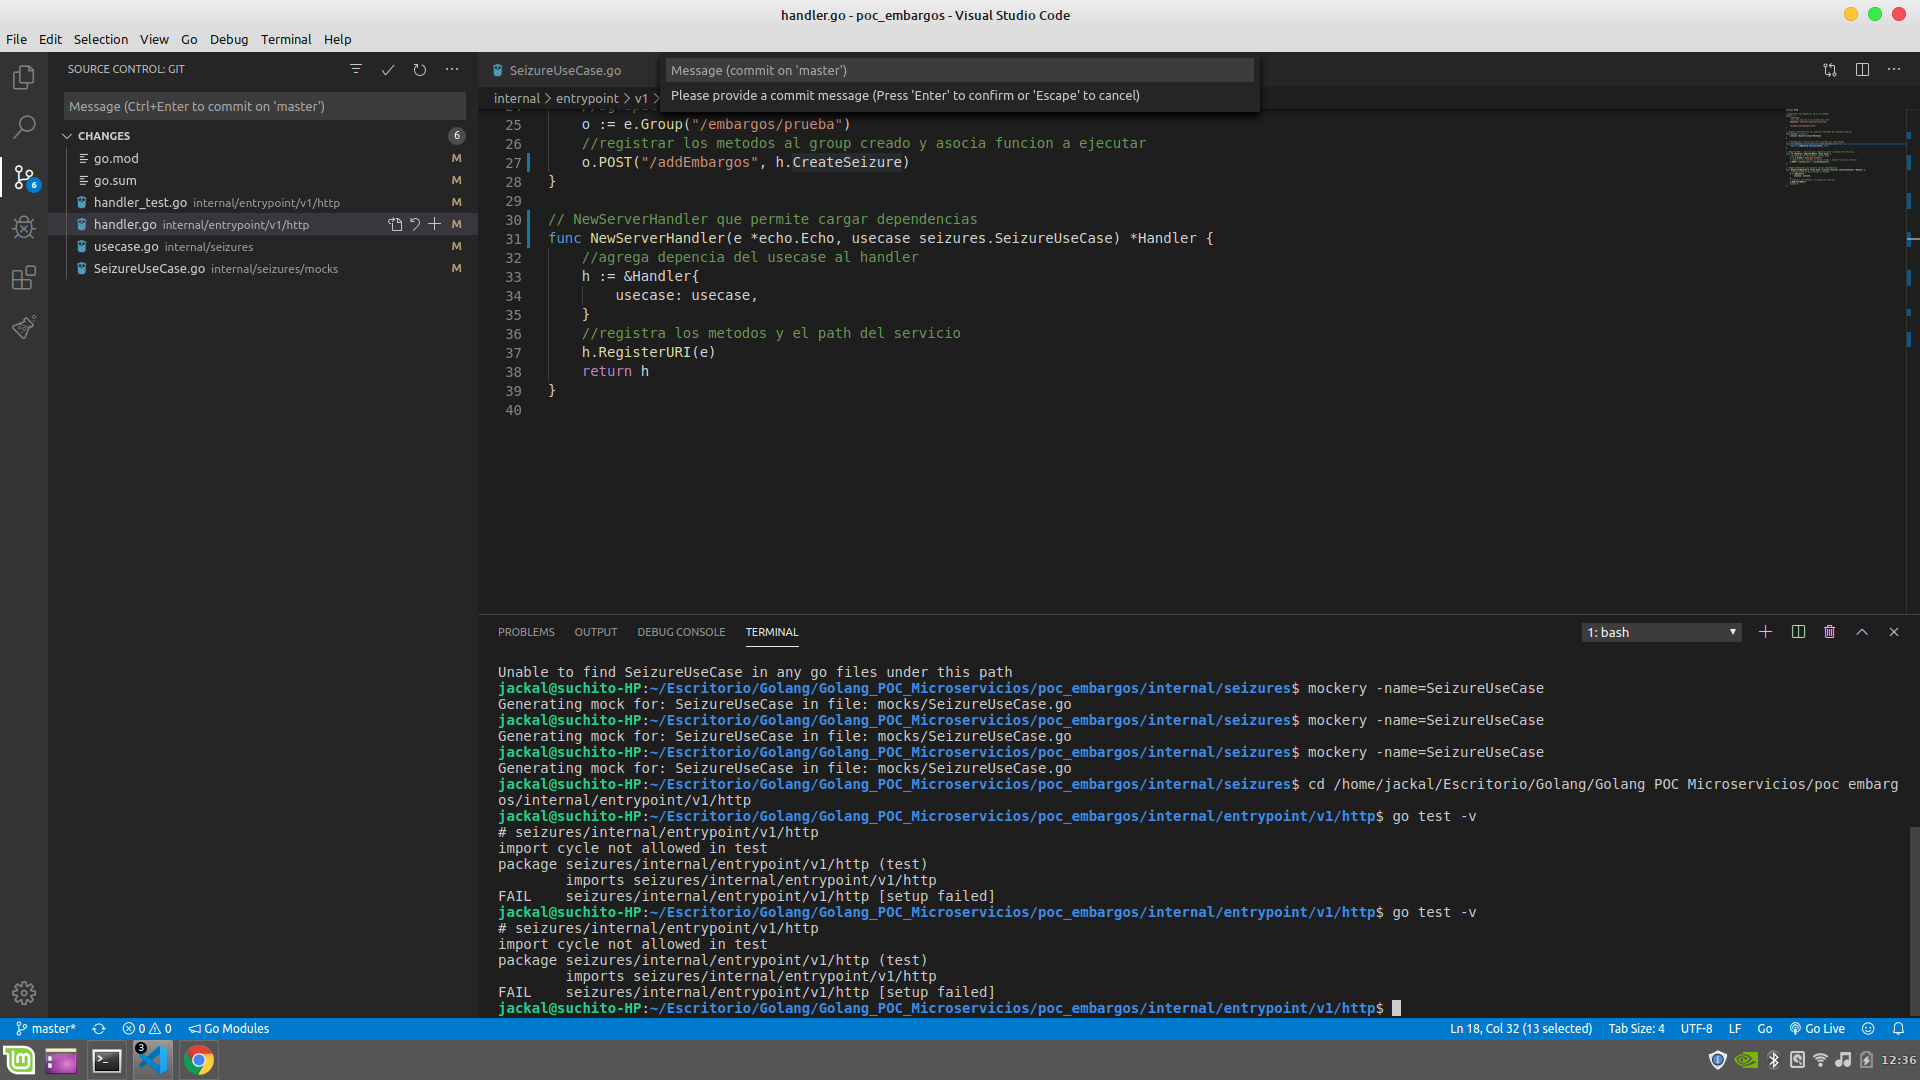 handler.go - poc_embargos - Visual Studio Code
File Edit Selection View Go Debug Terminal Help
SOURCE CONTROL: GIT
Message (Ctrl+Enter to commit on 'master')
CHANGES 6
go.mod M
go.sum M
handler_test.go internal/entrypoint/v1/http M
handler.go internal/entrypoint/v1/http M
usecase.go internal/seizures M
SeizureUseCase.go internal/seizures/mocks M
6
SeizureUseCase.go
Message (commit on 'master')
Please provide a commit message (Press 'Enter' to confirm or 'Escape' to cancel)
internal > entrypoint > v1 >
25 o := e.Group("/embargos/prueba")
26 //registrar los metodos al group creado y asocia funcion a ejecutar
27 o.POST("/addEmbargos", h.CreateSeizure)
28 }
29
30 // NewServerHandler que permite cargar dependencias
31 func NewServerHandler(e *echo.Echo, usecase seizures.SeizureUseCase) *Handler {
32 //agrega depencia del usecase al handler
33 h := &Handler{
34 usecase: usecase,
35 }
36 //registra los metodos y el path del servicio
37 h.RegisterURI(e)
38 return h
39 }
40
PROBLEMS OUTPUT DEBUG CONSOLE TERMINAL
1: bash
Unable to find SeizureUseCase in any go files under this path
jackal@suchito-HP:~/Escritorio/Golang/Golang_POC_Microservicios/poc_embargos/internal/seizures$ mockery -name=SeizureUseCase
Generating mock for: SeizureUseCase in file: mocks/SeizureUseCase.go
jackal@suchito-HP:~/Escritorio/Golang/Golang_POC_Microservicios/poc_embargos/internal/seizures$ mockery -name=SeizureUseCase
Generating mock for: SeizureUseCase in file: mocks/SeizureUseCase.go
jackal@suchito-HP:~/Escritorio/Golang/Golang_POC_Microservicios/poc_embargos/internal/seizures$ mockery -name=SeizureUseCase
Generating mock for: SeizureUseCase in file: mocks/SeizureUseCase.go
jackal@suchito-HP:~/Escritorio/Golang/Golang_POC_Microservicios/poc_embargos/internal/seizures$ cd /home/jackal/Escritorio/Golang/Golang POC Microservicios/poc embarg
os/internal/entrypoint/v1/http
jackal@suchito-HP:~/Escritorio/Golang/Golang_POC_Microservicios/poc_embargos/internal/entrypoint/v1/http$ go test -v
# seizures/internal/entrypoint/v1/http
import cycle not allowed in test
package seizures/internal/entrypoint/v1/http (test)
imports seizures/internal/entrypoint/v1/http
FAIL seizures/internal/entrypoint/v1/http [setup failed]
jackal@suchito-HP:~/Escritorio/Golang/Golang_POC_Microservicios/poc_embargos/internal/entrypoint/v1/http$ go test -v
# seizures/internal/entrypoint/v1/http
import cycle not allowed in test
package seizures/internal/entrypoint/v1/http (test)
imports seizures/internal/entrypoint/v1/http
FAIL seizures/internal/entrypoint/v1/http [setup failed]
jackal@suchito-HP:~/Escritorio/Golang/Golang_POC_Microservicios/poc_embargos/internal/entrypoint/v1/http$
master* 0 0 Go Modules Ln 18, Col 32 (13 selected) Tab Size: 4 UTF-8 LF Go Go Live
3
12:36